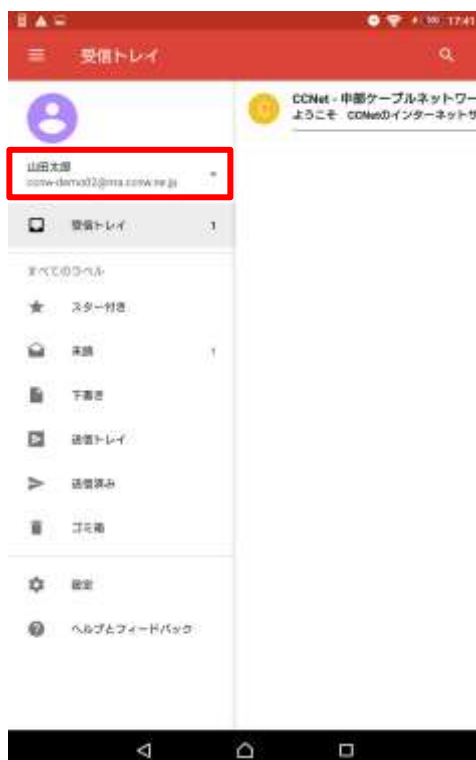 17:41
受信トレイ
CCNet - 中部ケーブルネットワー
ようこそ CCNetのインターネットサ
山田太郎
ccnw-demo02@ma.ccnw.ne.jp
受信トレイ 1
すべてのラベル
スター付き
未読 1
下書き
送信トレイ
送信済み
ゴミ箱
設定
ヘルプとフィードバック